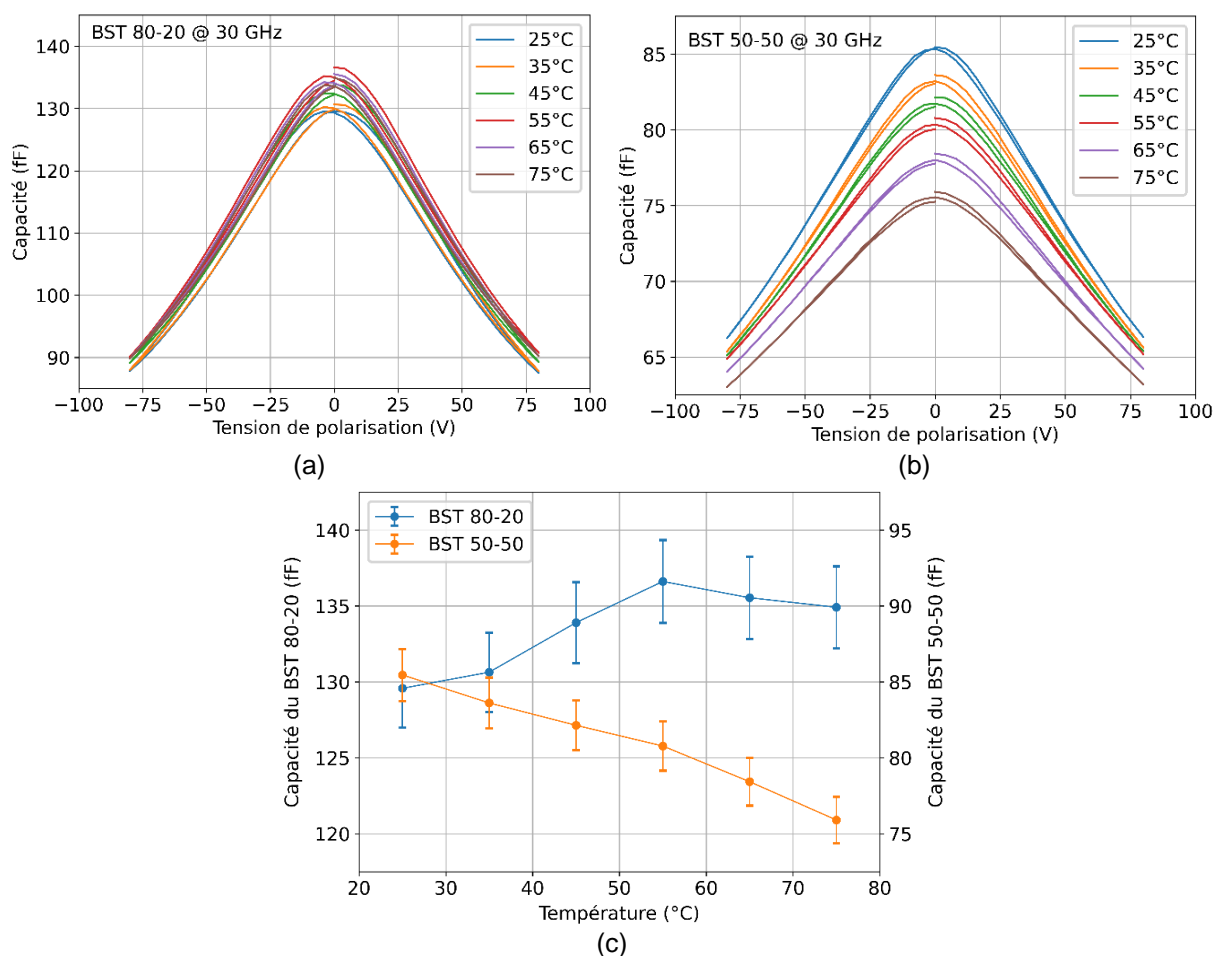 BST 80-20 @ 30 GHz
25°C
35°C
45°C
55°C
65°C
75°C
140
130
120
110
100
90
−100
−75
−50
−25
0
25
50
75
100
Capacité (fF)
Tension de polarisation (V)
(a)
BST 50-50 @ 30 GHz
25°C
35°C
45°C
55°C
65°C
75°C
85
80
75
70
65
−100
−75
−50
−25
0
25
50
75
100
Capacité (fF)
Tension de polarisation (V)
(b)
BST 80-20
BST 50-50
140
135
130
125
120
95
90
85
80
75
20
30
40
50
60
70
80
Capacité du BST 80-20 (fF)
Capacité du BST 50-50 (fF)
Température (°C)
(c)